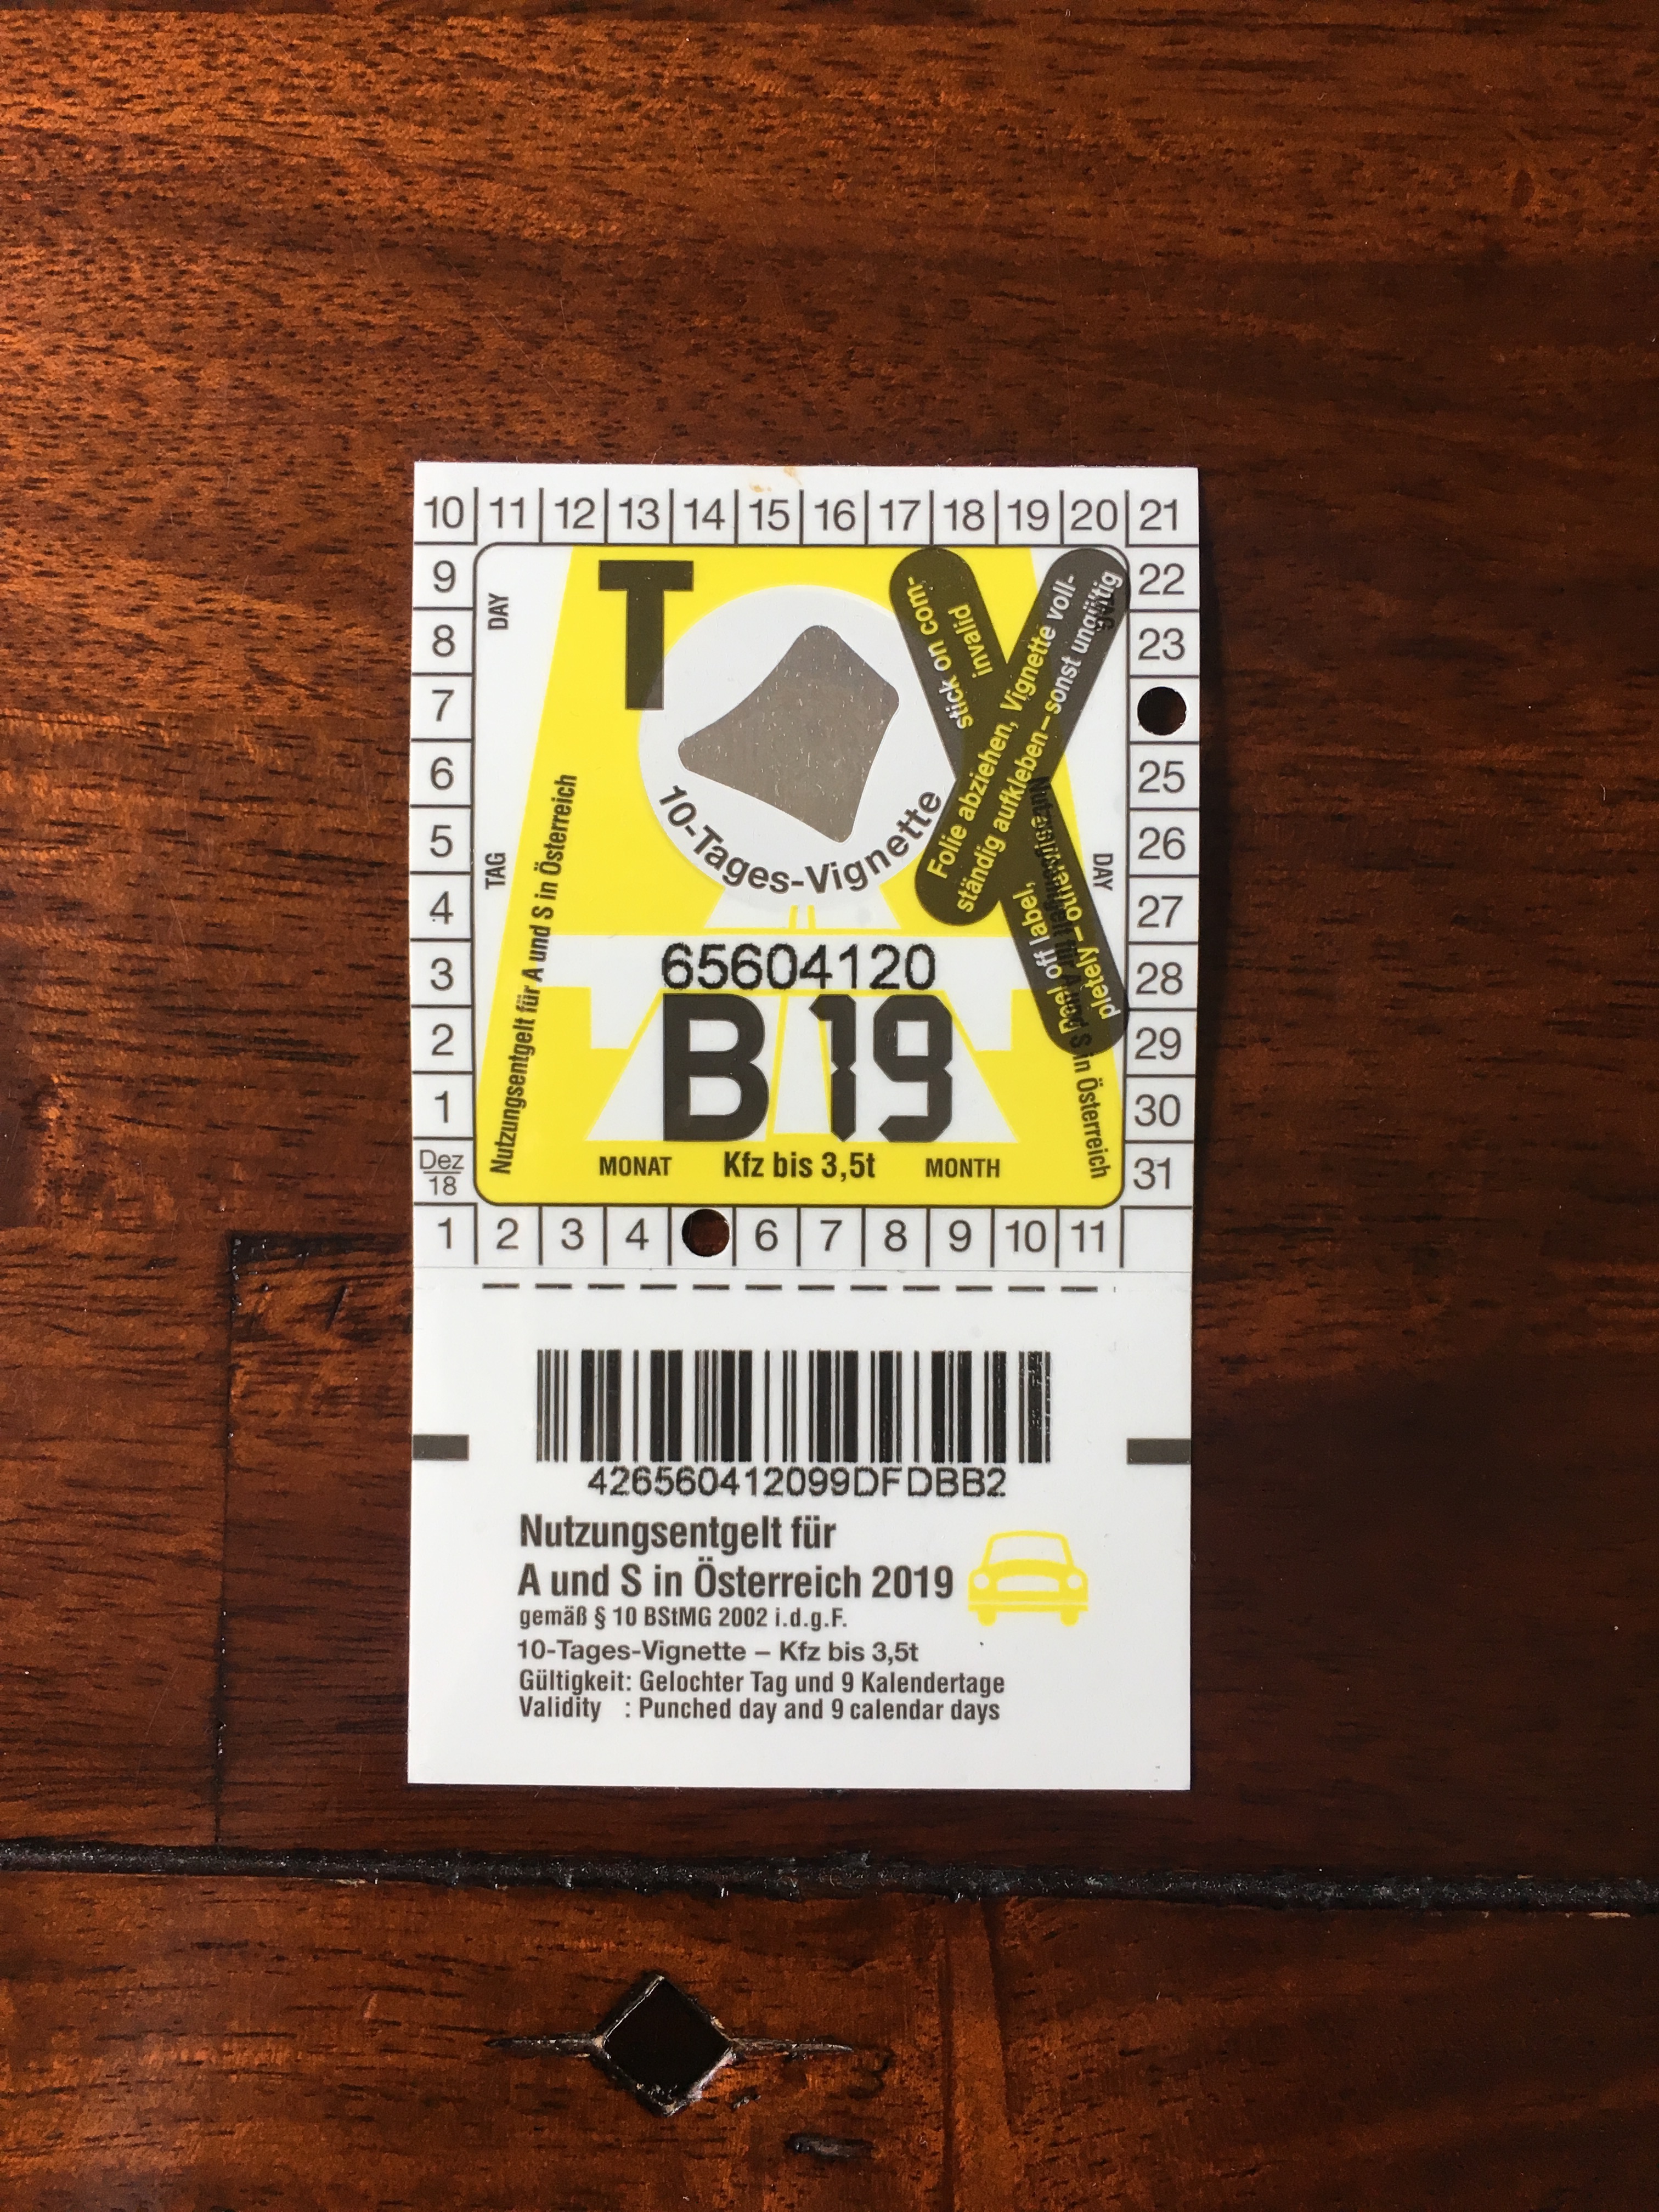 10 11 12 13 14 15 16 17 18 19 20 21
9 22
8 23
7
6 25
5 26
4 27
3 28
2 29
1 30
Dez
18
31
1 2 3 4 6 7 8 9 10 11
DAY
TAG
Nutzungsentgelt für A und S in Österreich
T
10-Tages-Vignette
stick on com-
invalid
Folie abziehen, Vignette voll-
ständig aufkleben – sonst ungültig
Peel off label,
pletely – otherwise
DAY
S in Österreich
65604120
B 19
MONAT Kfz bis 3,5t MONTH
426560412099DFDBB2
Nutzungsentgelt für
A und S in Österreich 2019
gemäß § 10 BStMG 2002 i.d.g.F.
10-Tages-Vignette – Kfz bis 3,5t
Gültigkeit: Gelochter Tag und 9 Kalendertage
Validity : Punched day and 9 calendar days